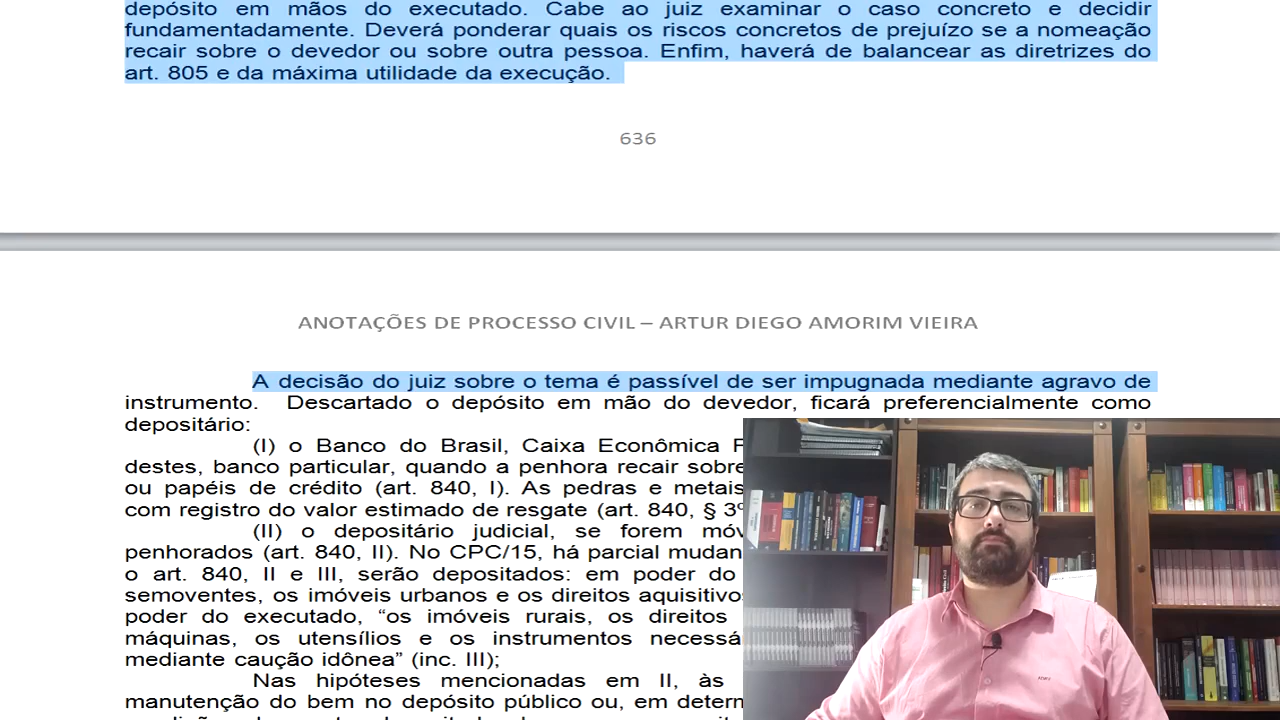 depósito em mãos do executado. Cabe ao juiz examinar o caso concreto e decidir
fundamentadamente. Deverá ponderar quais os riscos concretos de prejuízo se a nomeação
recair sobre o devedor ou sobre outra pessoa. Enfim, haverá de balancear as diretrizes do
art. 805 e da máxima utilidade da execução.
636
ANOTAÇÕES DE PROCESSO CIVIL – ARTUR DIEGO AMORIM VIEIRA
A decisão do juiz sobre o tema é passível de ser impugnada mediante agravo de
instrumento. Descartado o depósito em mão do devedor, ficará preferencialmente como
depositário:
(I) o Banco do Brasil, Caixa Econômica F
destes, banco particular, quando a penhora recair sobre
ou papéis de crédito (art. 840, I). As pedras e metais
com registro do valor estimado de resgate (art. 840, § 3º
(II) o depositário judicial, se forem móv
penhorados (art. 840, II). No CPC/15, há parcial mudan
o art. 840, II e III, serão depositados: em poder do
semoventes, os imóveis urbanos e os direitos aquisitivos
poder do executado, “os imóveis rurais, os direitos
máquinas, os utensílios e os instrumentos necessá
mediante caução idônea” (inc. III);
Nas hipóteses mencionadas em II, às
manutenção do bem no depósito público ou, em determ